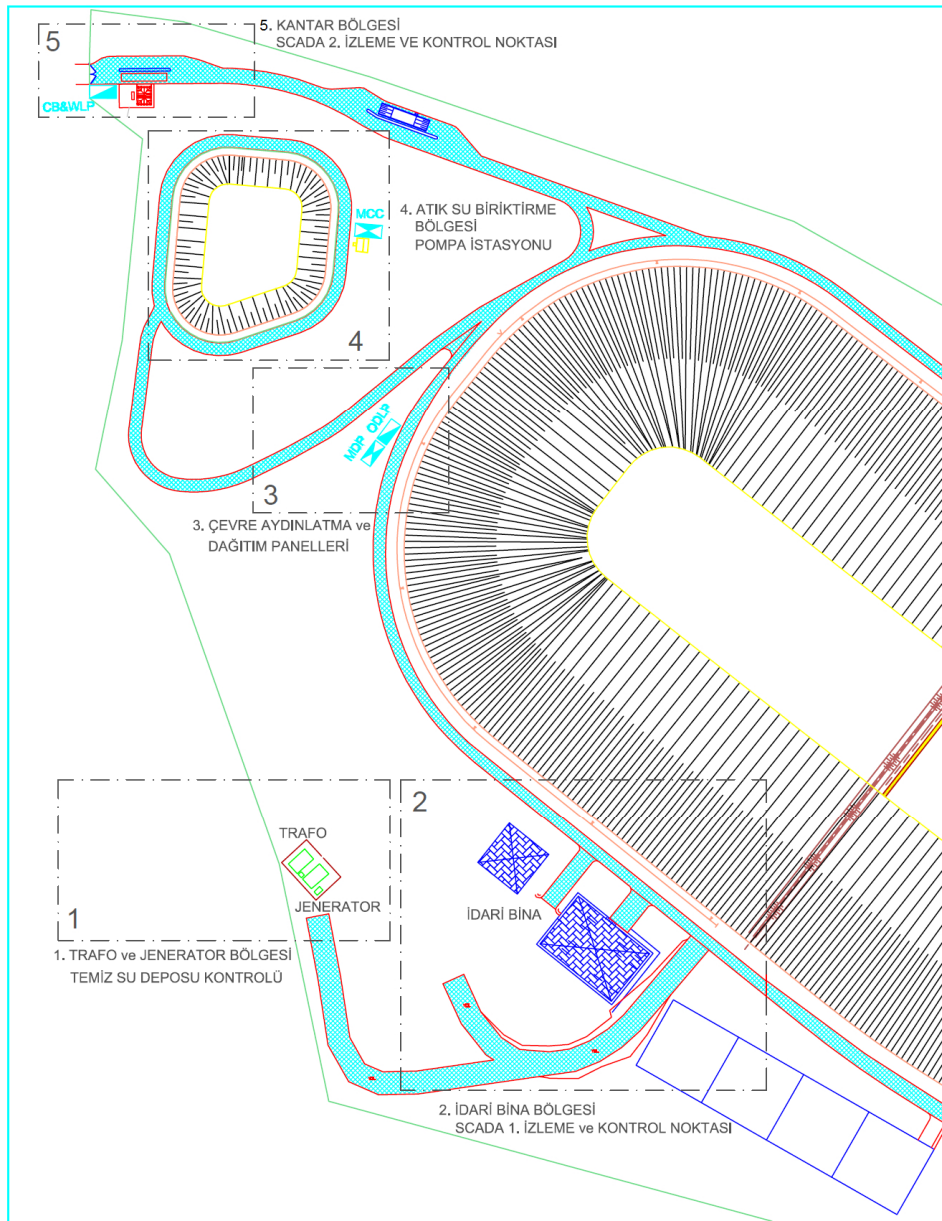 5
5. KANTAR BÖLGESİ
SCADA 2. İZLEME VE KONTROL NOKTASI
CB&WLP
MCC
4. ATIK SU BİRİKTİRME
BÖLGESİ
POMPA İSTASYONU
4
MDP ODLP
3
3. ÇEVRE AYDINLATMA ve
DAĞITIM PANELLERİ
2
TRAFO
JENERATOR
1
İDARİ BİNA
1. TRAFO ve JENERATOR BÖLGESİ
TEMİZ SU DEPOSU KONTROLÜ
2. İDARİ BİNA BÖLGESİ
SCADA 1. İZLEME ve KONTROL NOKTASI